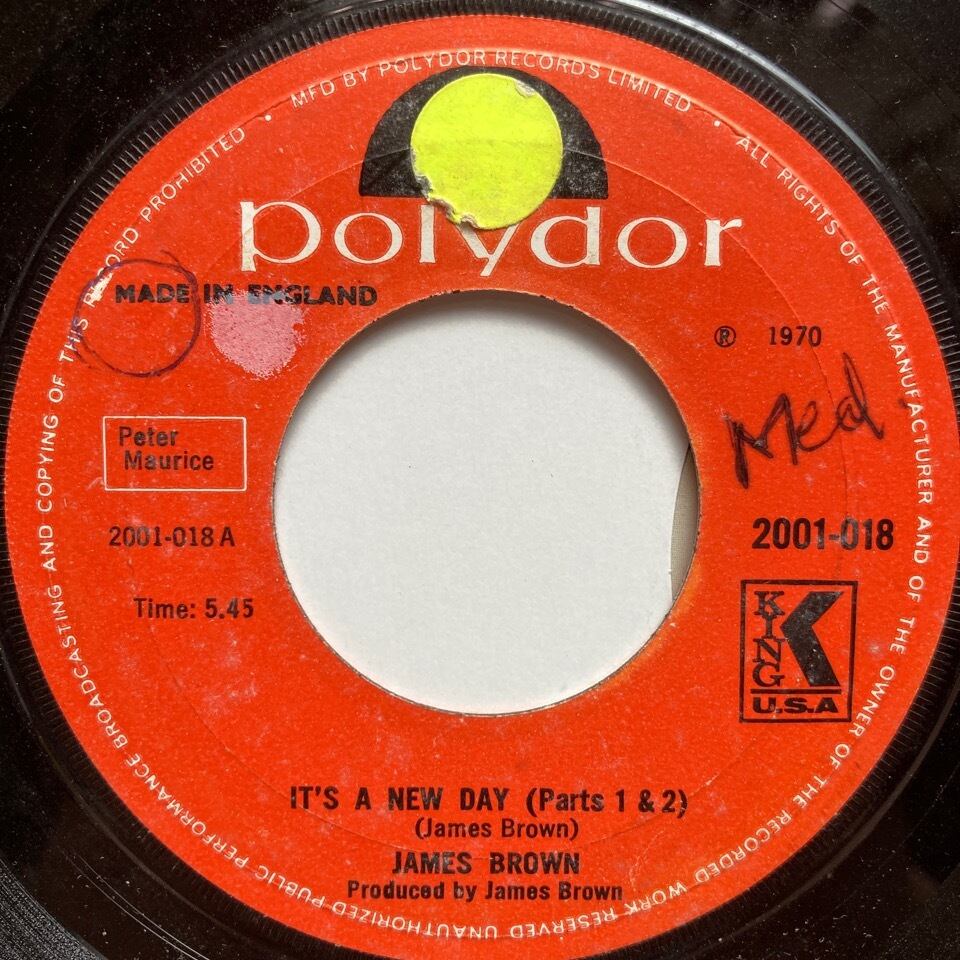 MFD BY POLYDOR RECORDS LIMITED • ALL RIGHTS OF THE MANUFACTURER AND OF THE OWNER OF THE RECORDED WORK RESERVED UNAUTHORIZED PUBLIC PERFORMANCE BROADCASTING AND COPYING OF THIS RECORD PROHIBITED •
polydor
MADE IN ENGLAND
℗ 1970
Med
Peter
Maurice
2001-018 A
2001-018
Time: 5.45
KING
K
U.S.A
IT'S A NEW DAY (Parts 1 & 2)
(James Brown)
JAMES BROWN
Produced by James Brown